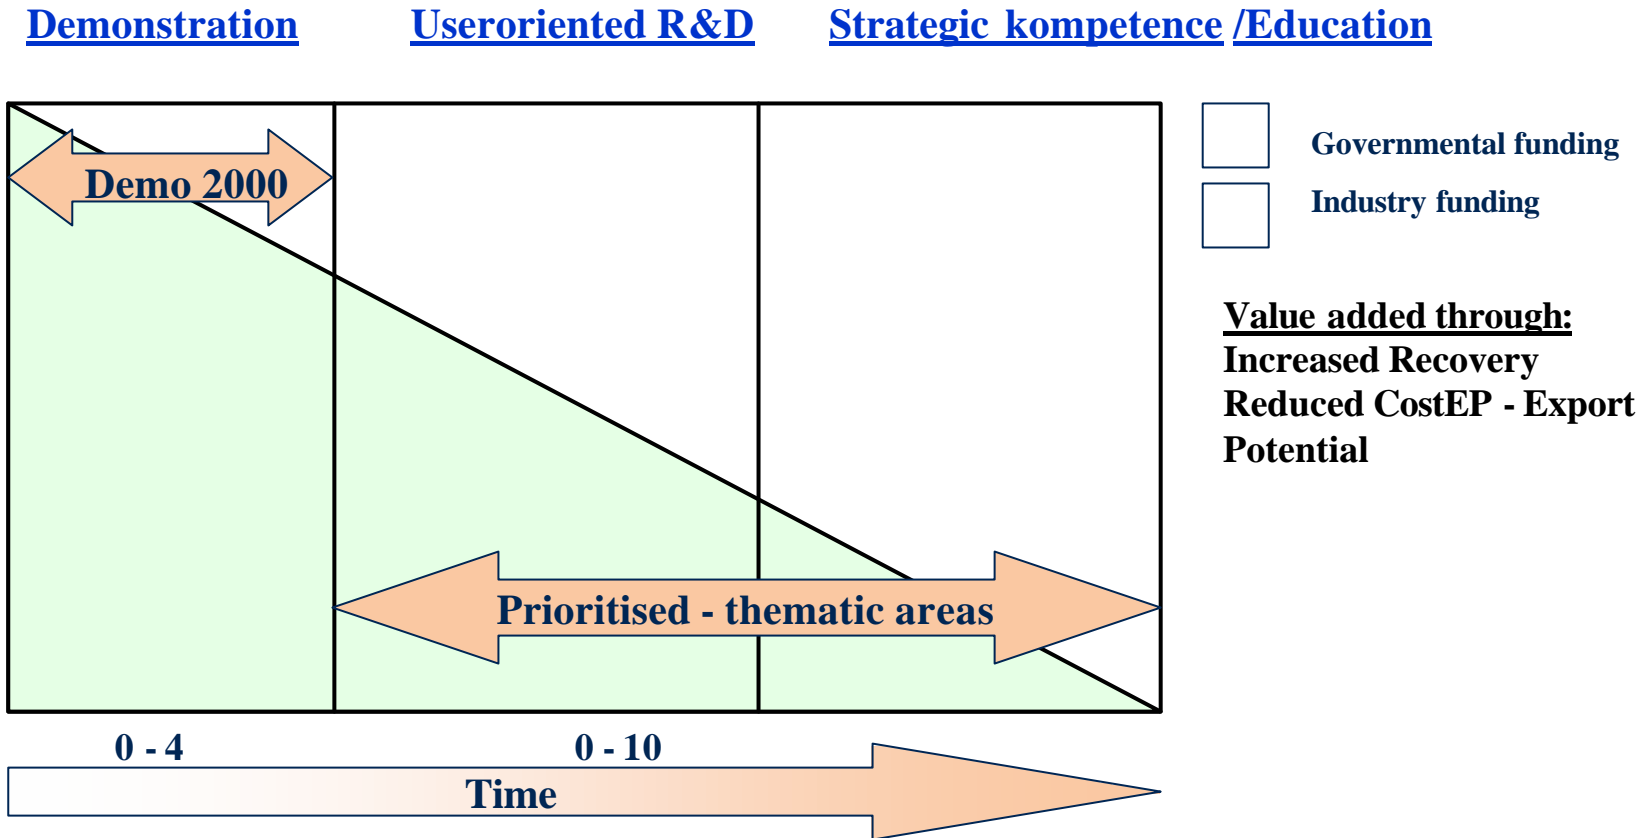 Demonstration Useroriented R&D Strategic kompetence /Education
Demo 2000
Governmental funding
Industry funding
Value added through:
Increased Recovery
Reduced CostEP - Export
Potential
Prioritised - thematic areas
0 - 4 0 - 10
Time